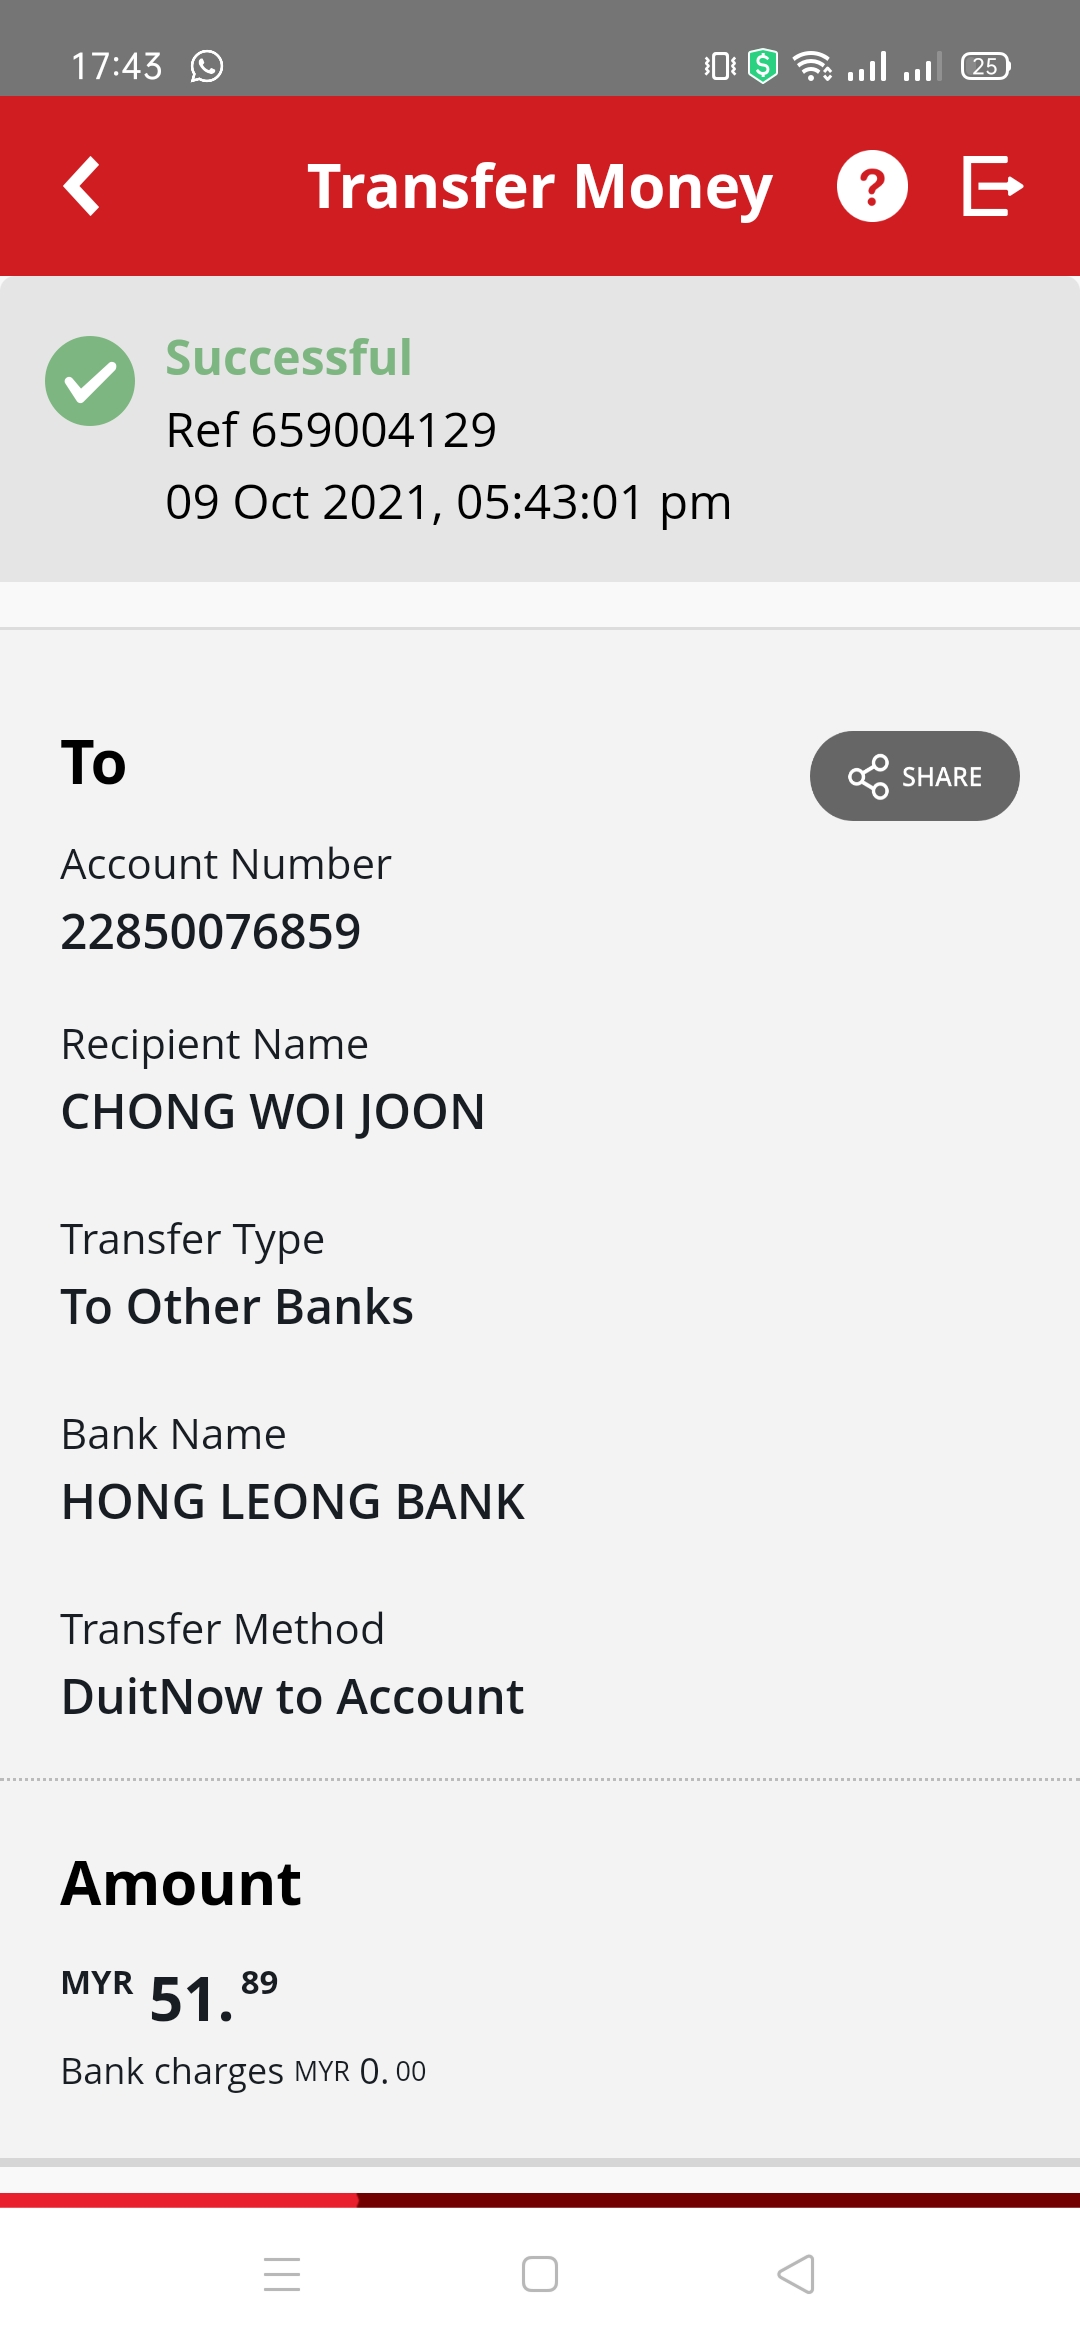 17:43
25
Transfer Money
?
Successful
Ref 659004129
09 Oct 2021, 05:43:01 pm
To
SHARE
Account Number
22850076859
Recipient Name
CHONG WOI JOON
Transfer Type
To Other Banks
Bank Name
HONG LEONG BANK
Transfer Method
DuitNow to Account
Amount
MYR 51.89
Bank charges MYR 0.00